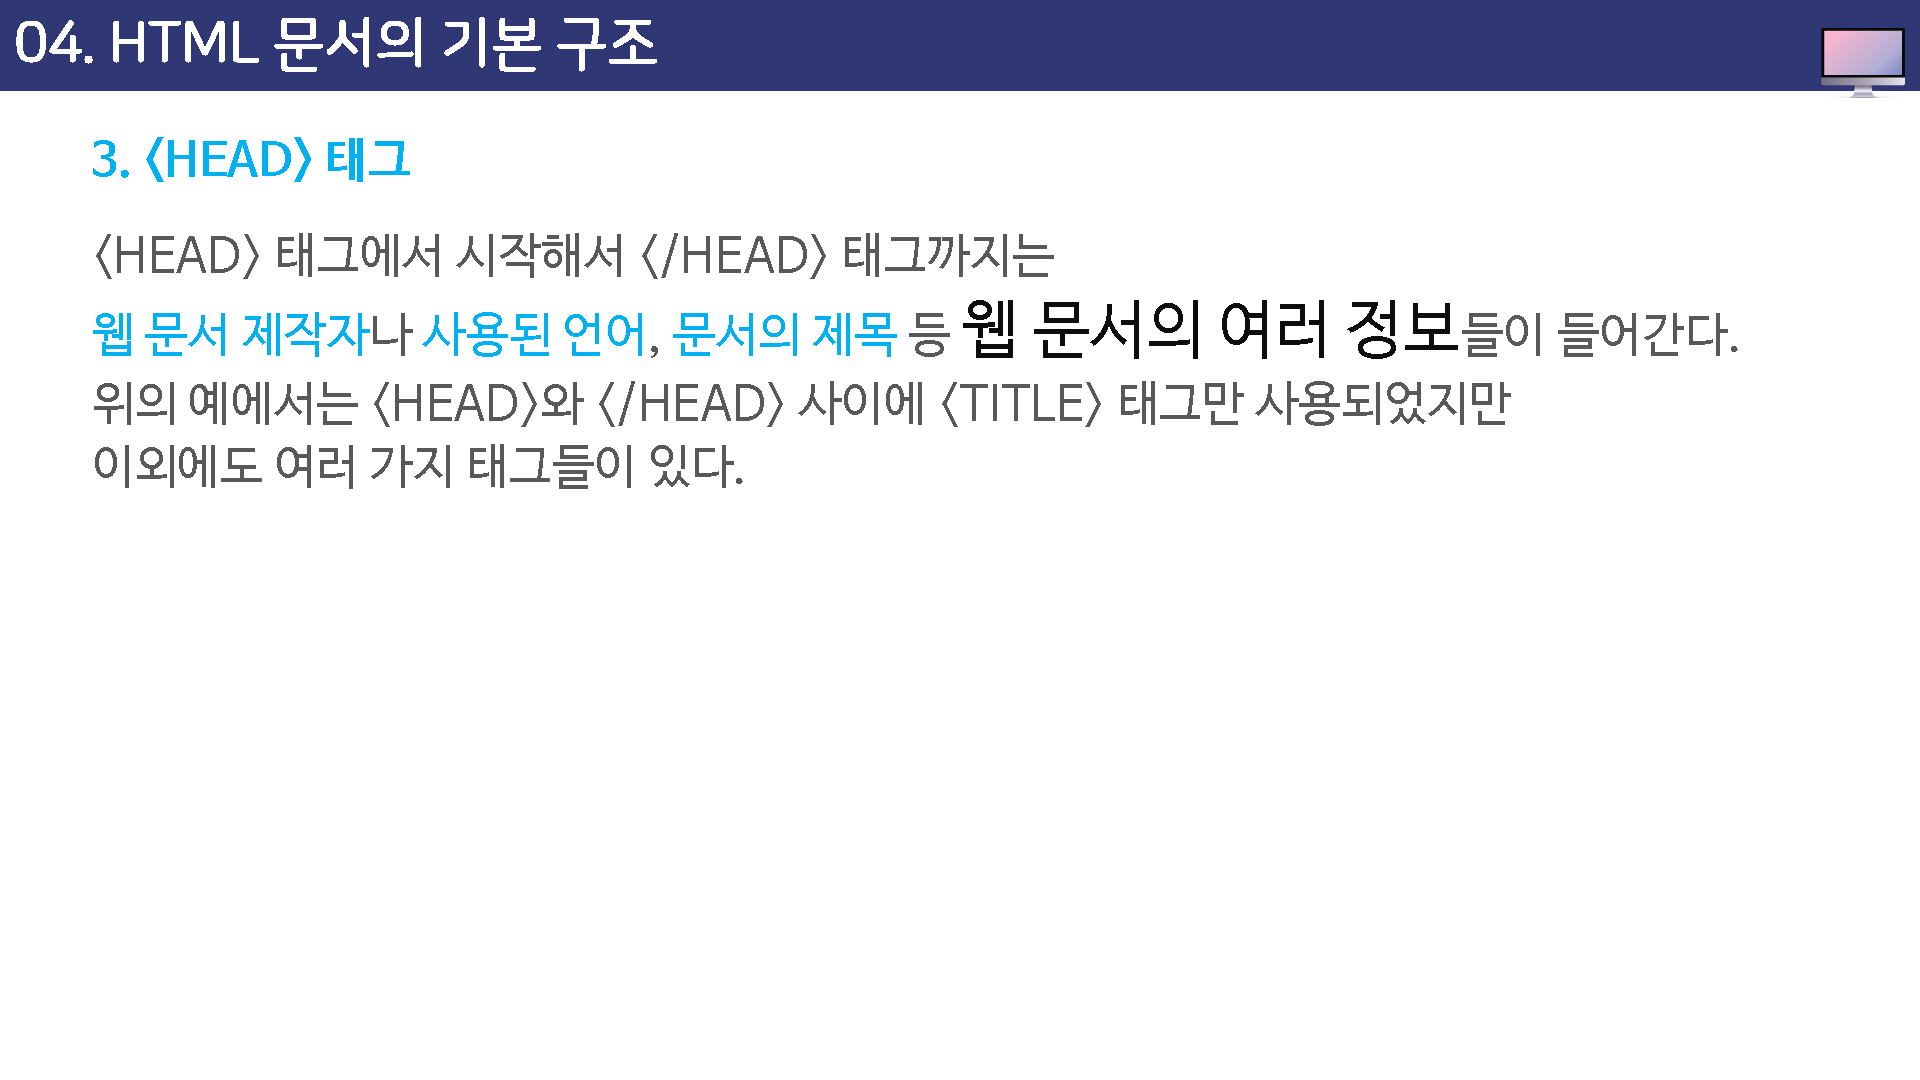 04. HTML 문서의 기본 구조
3. <HEAD> 태그
<HEAD> 태그에서 시작해서 </HEAD> 태그까지는
웹 문서 제작자나 사용된 언어, 문서의 제목 등 웹 문서의 여러 정보들이 들어간다.
위의 예에서는 <HEAD>와 </HEAD> 사이에 <TITLE> 태그만 사용되었지만
이외에도 여러 가지 태그들이 있다.